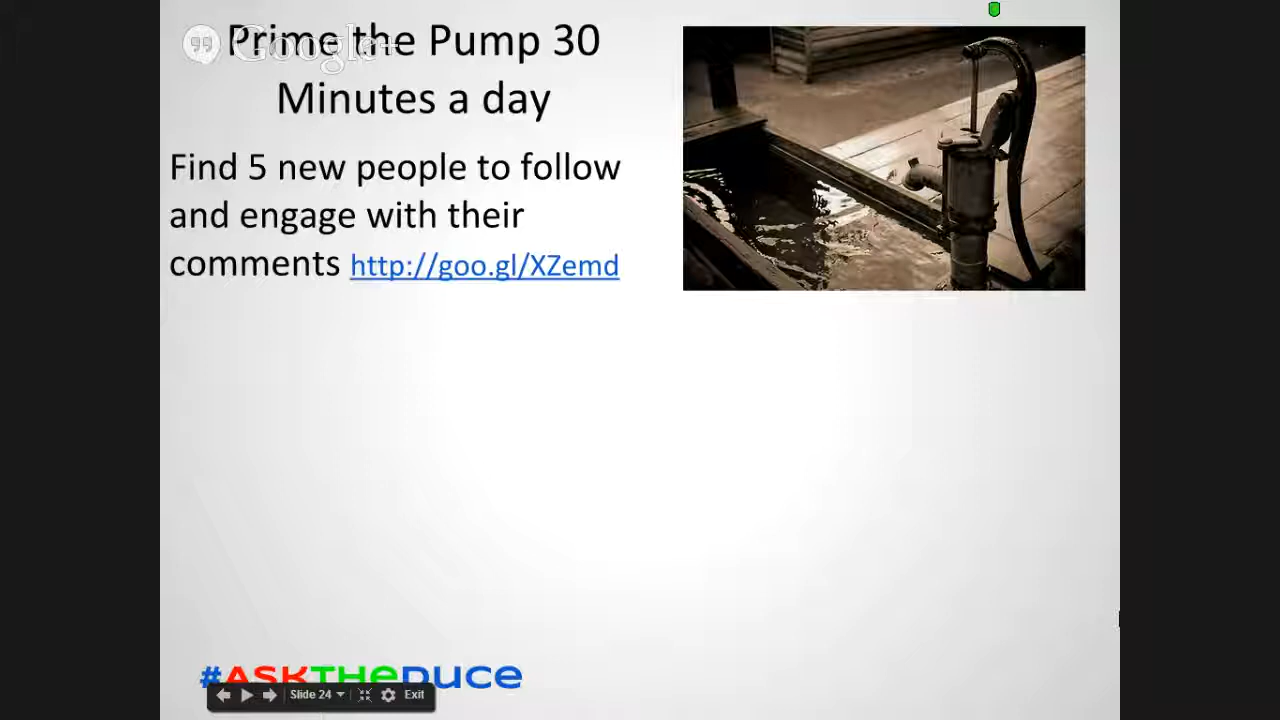 Prime the Pump 30
Google+
Minutes a day
Find 5 new people to follow
and engage with their
comments http://goo.gl/XZemd
#ASKTHEDUCE
Slide 24
Exit